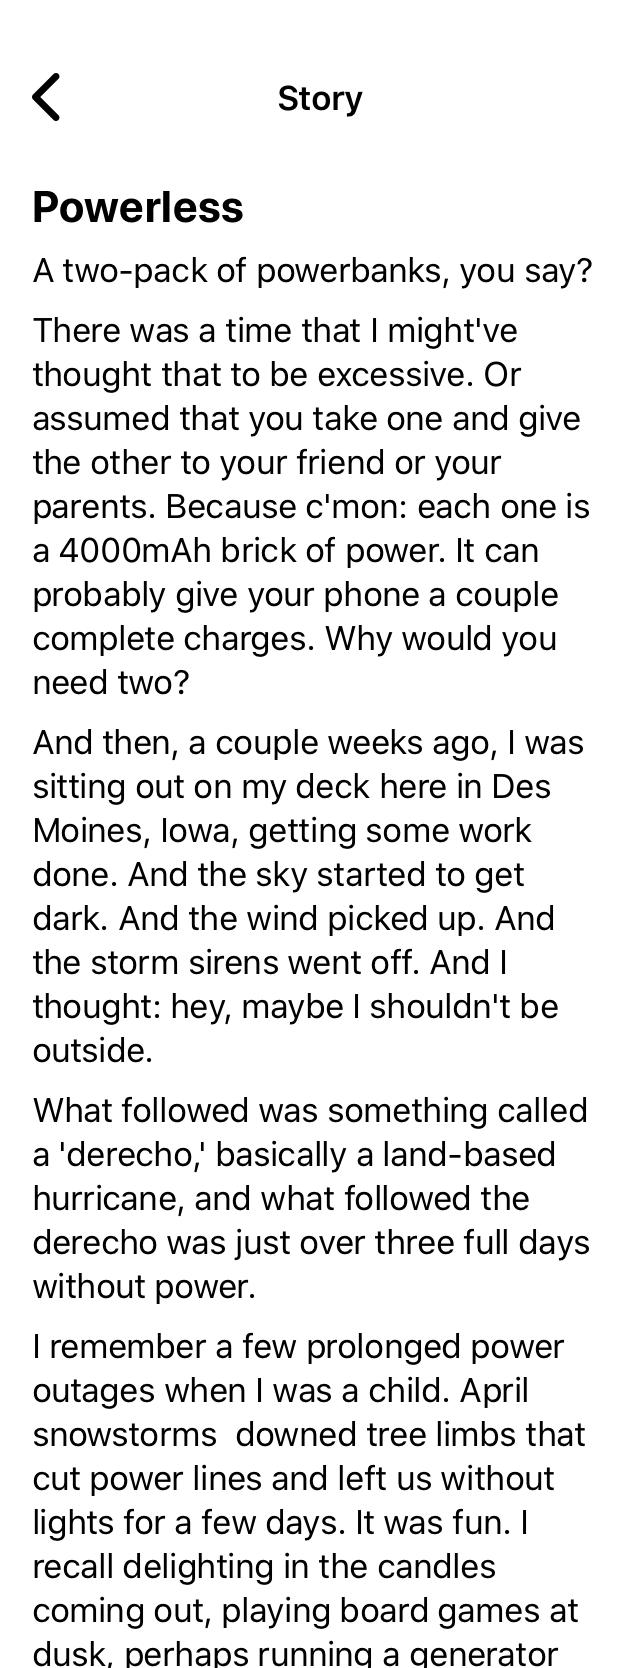 Story
Powerless
A two-pack of powerbanks, you say?
There was a time that I might've
thought that to be excessive. Or
assumed that you take one and give
the other to your friend or your
parents. Because c'mon: each one is
a 4000mAh brick of power. It can
probably give your phone a couple
complete charges. Why would you
need two?
And then, a couple weeks ago, I was
sitting out on my deck here in Des
Moines, Iowa, getting some work
done. And the sky started to get
dark. And the wind picked up. And
the storm sirens went off. And I
thought: hey, maybe I shouldn't be
outside.
What followed was something called
a 'derecho,' basically a land-based
hurricane, and what followed the
derecho was just over three full days
without power.
I remember a few prolonged power
outages when I was a child. April
snowstorms  downed tree limbs that
cut power lines and left us without
lights for a few days. It was fun. I
recall delighting in the candles
coming out, playing board games at
dusk, perhaps running a generator